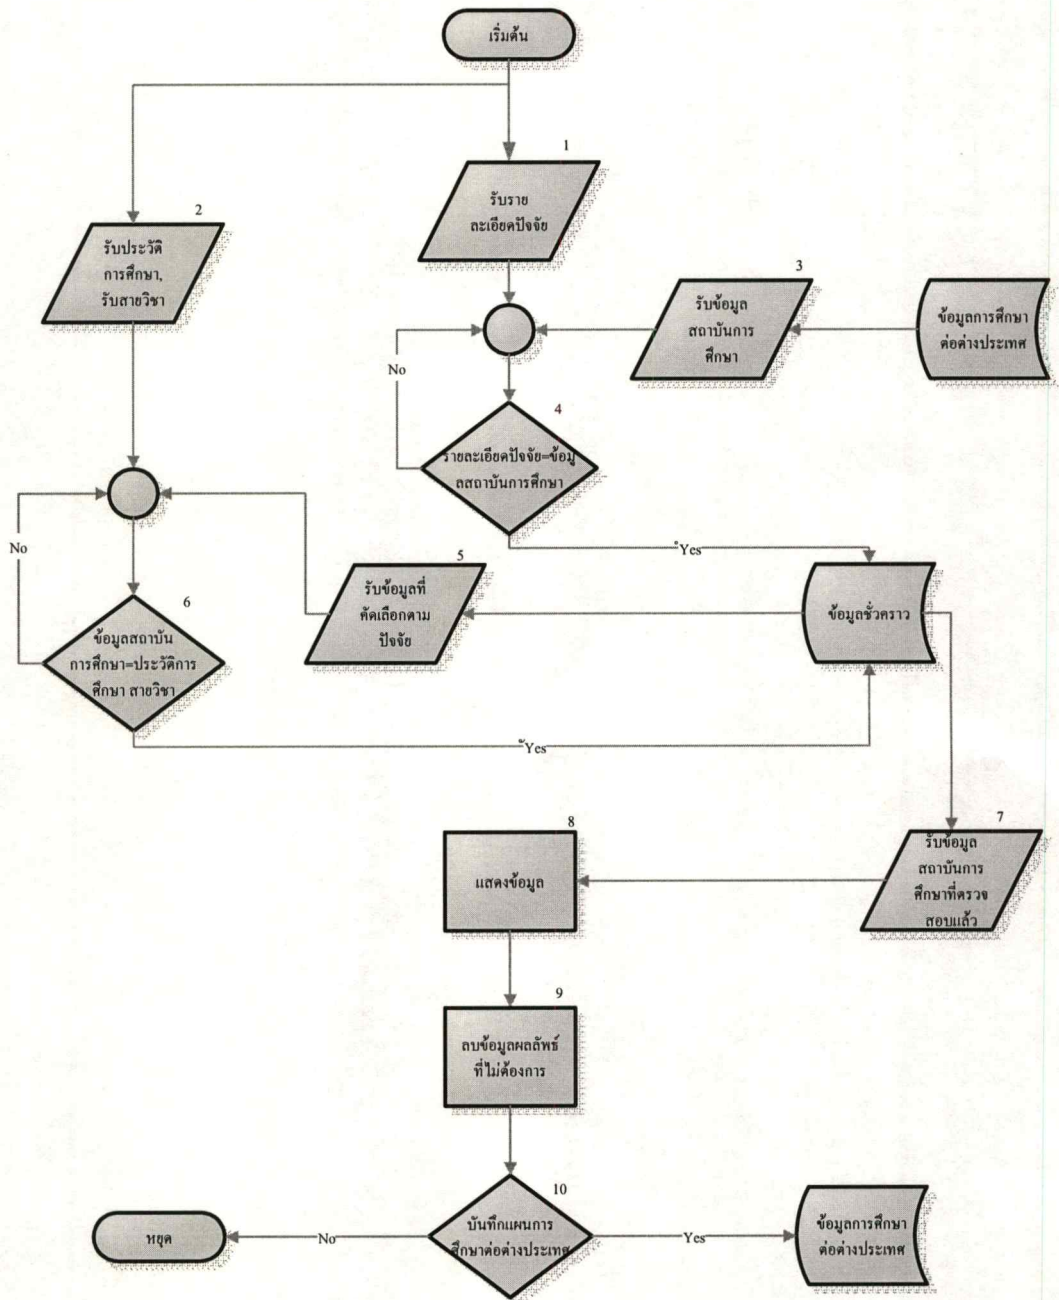 เริ่มต้น
1
รับราย
ละเอียดปัจจัย
2
รับประวัติ
การศึกษา,
รับสายวิชา
3
รับข้อมูล
สถาบันการ
ศึกษา
ข้อมูลการศึกษา
ต่อต่างประเทศ
No
4
รายละเอียดปัจจัย=ข้อมู
ลสถาบันการศึกษา
Yes
No
5
รับข้อมูลที่
คัดเลือกตาม
ปัจจัย
ข้อมูลชั่วคราว
6
ข้อมูลสถาบัน
การศึกษา=ประวัติการ
ศึกษา สายวิชา
Yes
7
รับข้อมูล
สถาบันการ
ศึกษาที่ตรวจ
สอบแล้ว
8
แสดงข้อมูล
9
ลบข้อมูลผลลัพธ์
ที่ไม่ต้องการ
10
บันทึกแผนการ
ศึกษาต่อต่างประเทศ
No
หยุด
Yes
ข้อมูลการศึกษา
ต่อต่างประเทศ